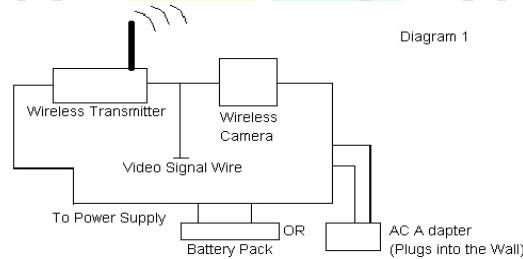 Diagram 1
Wireless Transmitter
Wireless
Camera
Video Signal Wire
To Power Supply
OR
Battery Pack
AC A dapter
(Plugs into the Wall)